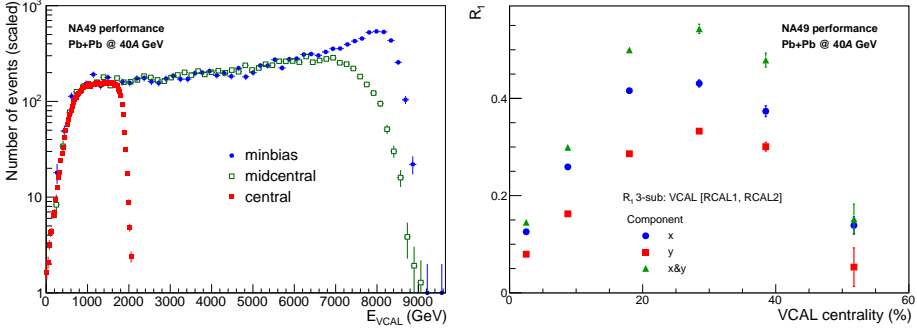 NA49 performance
Pb+Pb @ 40A GeV
Number of events (scaled)
10³
10²
10
1
minbias
midcentral
central
0 1000 2000 3000 4000 5000 6000 7000 8000 9000
E_VCAL (GeV)
R₁
NA49 performance
Pb+Pb @ 40A GeV
0.4
0.2
0
R₁ 3-sub: VCAL [RCAL1, RCAL2]
Component
x
y
x&y
0 20 40 60
VCAL centrality (%)